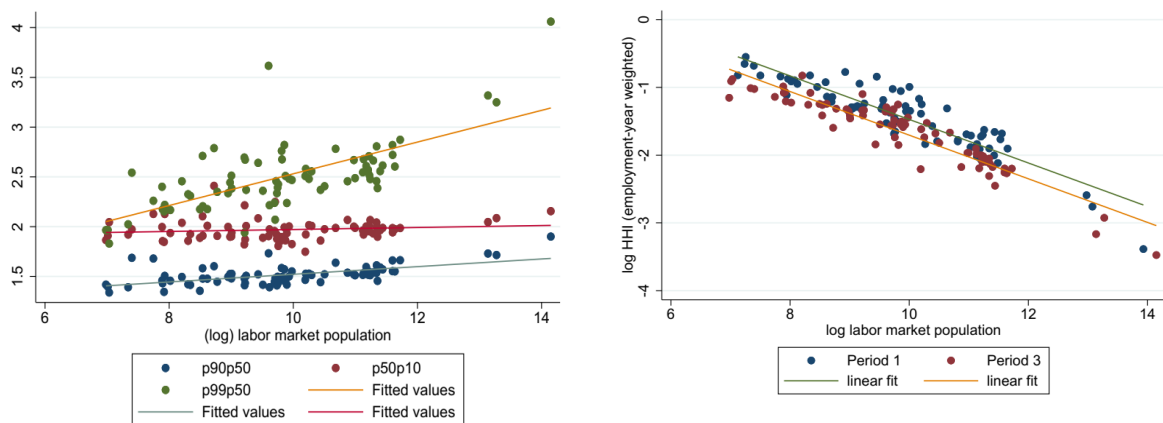 4
3.5
3
2.5
2
1.5
6 8 10 12 14
(log) labor market population
p90p50 p50p10
p99p50 Fitted values
Fitted values Fitted values
log HHI (employment-year weighted)
0
-1
-2
-3
-4
6 8 10 12 14
log labor market population
Period 1 Period 3
linear fit linear fit